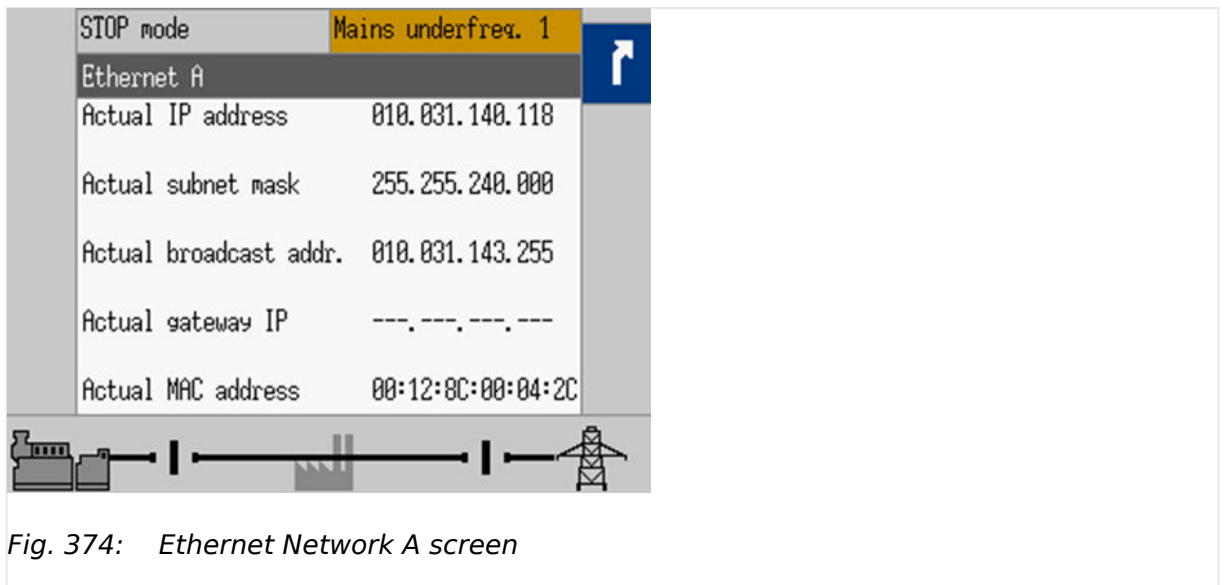 STOP mode Mains underfreq. 1
Ethernet A
Actual IP address 010.031.140.118
Actual subnet mask 255.255.240.000
Actual broadcast addr. 010.031.143.255
Actual gateway IP ---.---.---.---
Actual MAC address 00:12:8C:00:04:2C
Fig. 374: Ethernet Network A screen